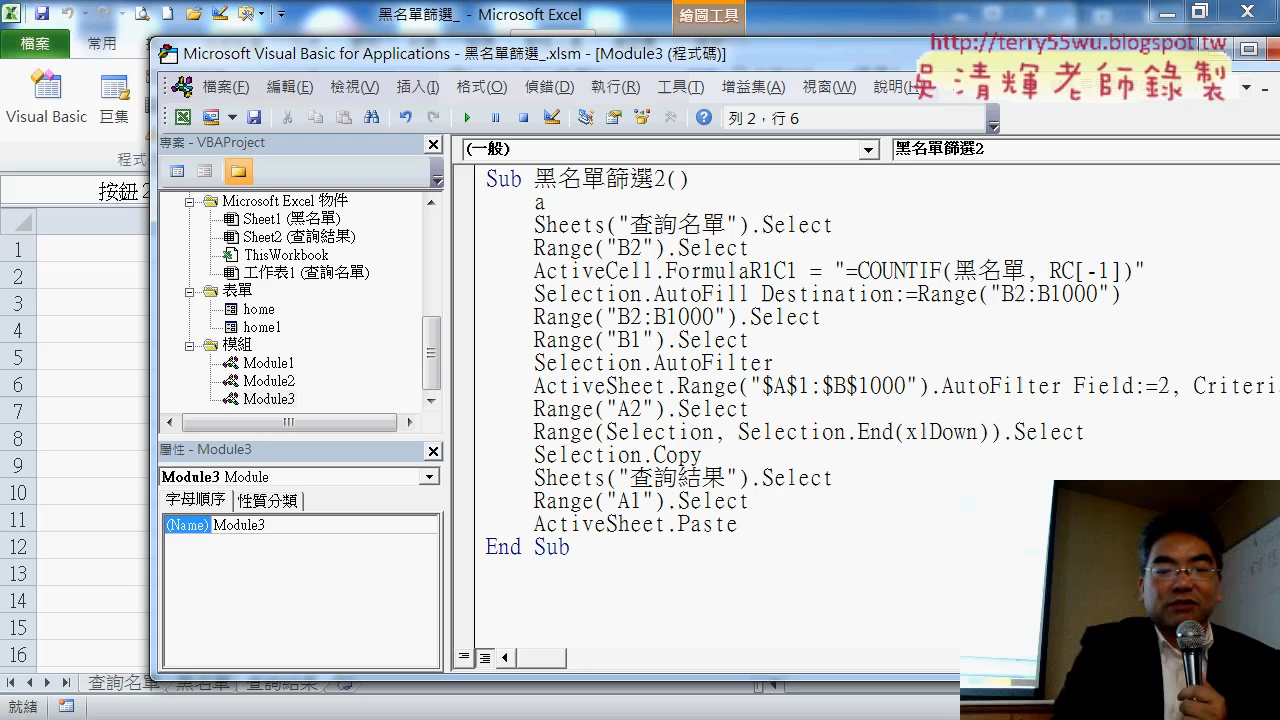 黑名單篩選_ - Microsoft Excel
繪圖工具
檔案
常用
Visual Basic
巨集
按鈕 2
Microsoft Visual Basic for Applications - 黑名單篩選_.xlsm - [Module3 (程式碼)]
http://terry55wu.blogspot.tw
吳清輝老師錄製
檔案(F) 編輯(E) 檢視(V) 插入 格式(O) 偵錯(D) 執行(R) 工具(T) 增益集(A) 視窗(W) 說明(H)
列 2，行 6
專案 - VBAProject
Microsoft Excel 物件
Sheet1 (黑名單)
Sheet2 (查詢結果)
ThisWorkbook
工作表1 (查詢名單)
表單
home
home1
模組
Module1
Module2
Module3
屬性 - Module3
Module3 Module
字母順序 性質分類
(Name) Module3
(一般)
黑名單篩選2
Sub 黑名單篩選2()
a
Sheets("查詢名單").Select
Range("B2").Select
ActiveCell.FormulaR1C1 = "=COUNTIF(黑名單, RC[-1])"
Selection.AutoFill Destination:=Range("B2:B1000")
Range("B2:B1000").Select
Range("B1").Select
Selection.AutoFilter
ActiveSheet.Range("$A$1:$B$1000").AutoFilter Field:=2, Criteria
Range("A2").Select
Range(Selection, Selection.End(xlDown)).Select
Selection.Copy
Sheets("查詢結果").Select
Range("A1").Select
ActiveSheet.Paste
End Sub
1
2
3
4
5
6
7
8
9
10
11
12
13
14
15
16
查詢名單 黑名單 查詢結果
就緒